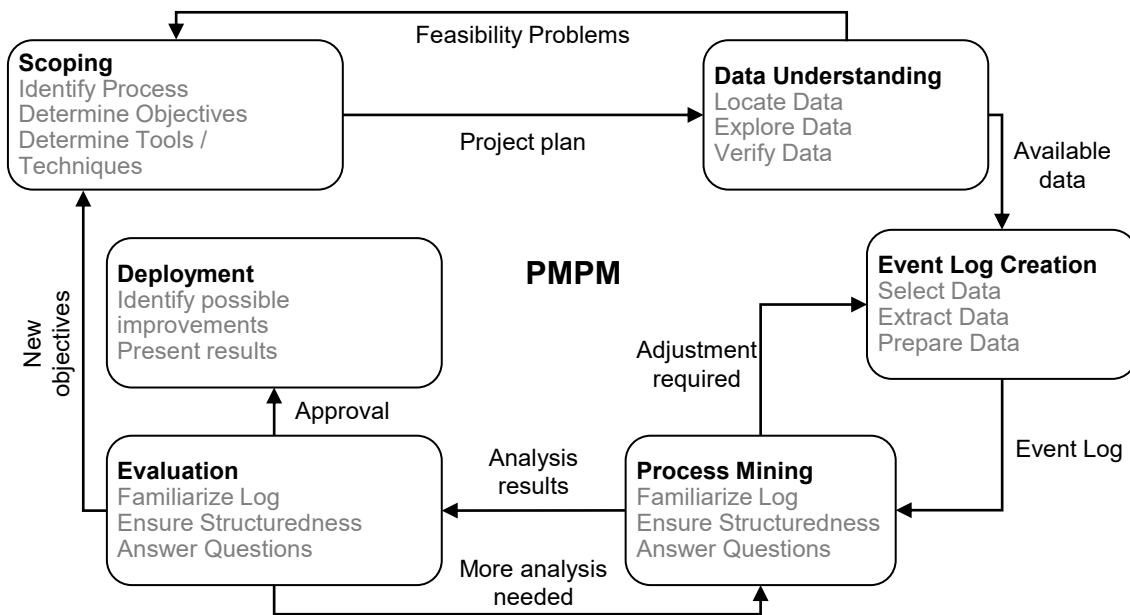 Feasibility Problems
Scoping
Identify Process
Determine Objectives
Determine Tools /
Techniques
Project plan
Data Understanding
Locate Data
Explore Data
Verify Data
Available
data
New
objectives
Deployment
Identify possible
improvements
Present results
PMPM
Event Log Creation
Select Data
Extract Data
Prepare Data
Adjustment
required
Approval
Event Log
Evaluation
Familiarize Log
Ensure Structuredness
Answer Questions
Analysis
results
Process Mining
Familiarize Log
Ensure Structuredness
Answer Questions
More analysis
needed